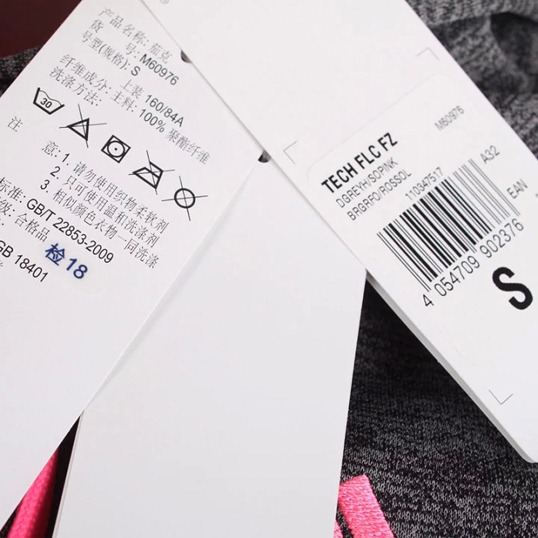 产品名称: 茄克
货 号: M60976
号型(规格): S
上装 160/84A
纤维成分: 主料: 100% 聚酯纤维
洗涤方法:
30
注 意: 1. 请勿使用织物柔软剂
2. 只可使用温和洗涤剂
3. 相似颜色衣物一同洗涤
标准: GB/T 22853-2009
级: 合格品
GB 18401
检18
TECH FLC.FZ
M60976
DGREYH/SOPINK
BRGRFO/ROSSOL
110347517
A32
EAN
4 054709 902376
S